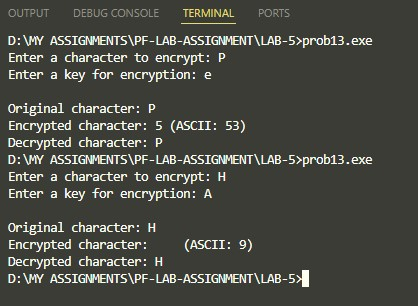 OUTPUT DEBUG CONSOLE TERMINAL PORTS
D:\MY ASSIGNMENTS\PF-LAB-ASSIGNMENT\LAB-5>prob13.exe
Enter a character to encrypt: P
Enter a key for encryption: e
Original character: P
Encrypted character: 5 (ASCII: 53)
Decrypted character: P
D:\MY ASSIGNMENTS\PF-LAB-ASSIGNMENT\LAB-5>prob13.exe
Enter a character to encrypt: H
Enter a key for encryption: A
Original character: H
Encrypted character:     (ASCII: 9)
Decrypted character: H
D:\MY ASSIGNMENTS\PF-LAB-ASSIGNMENT\LAB-5>